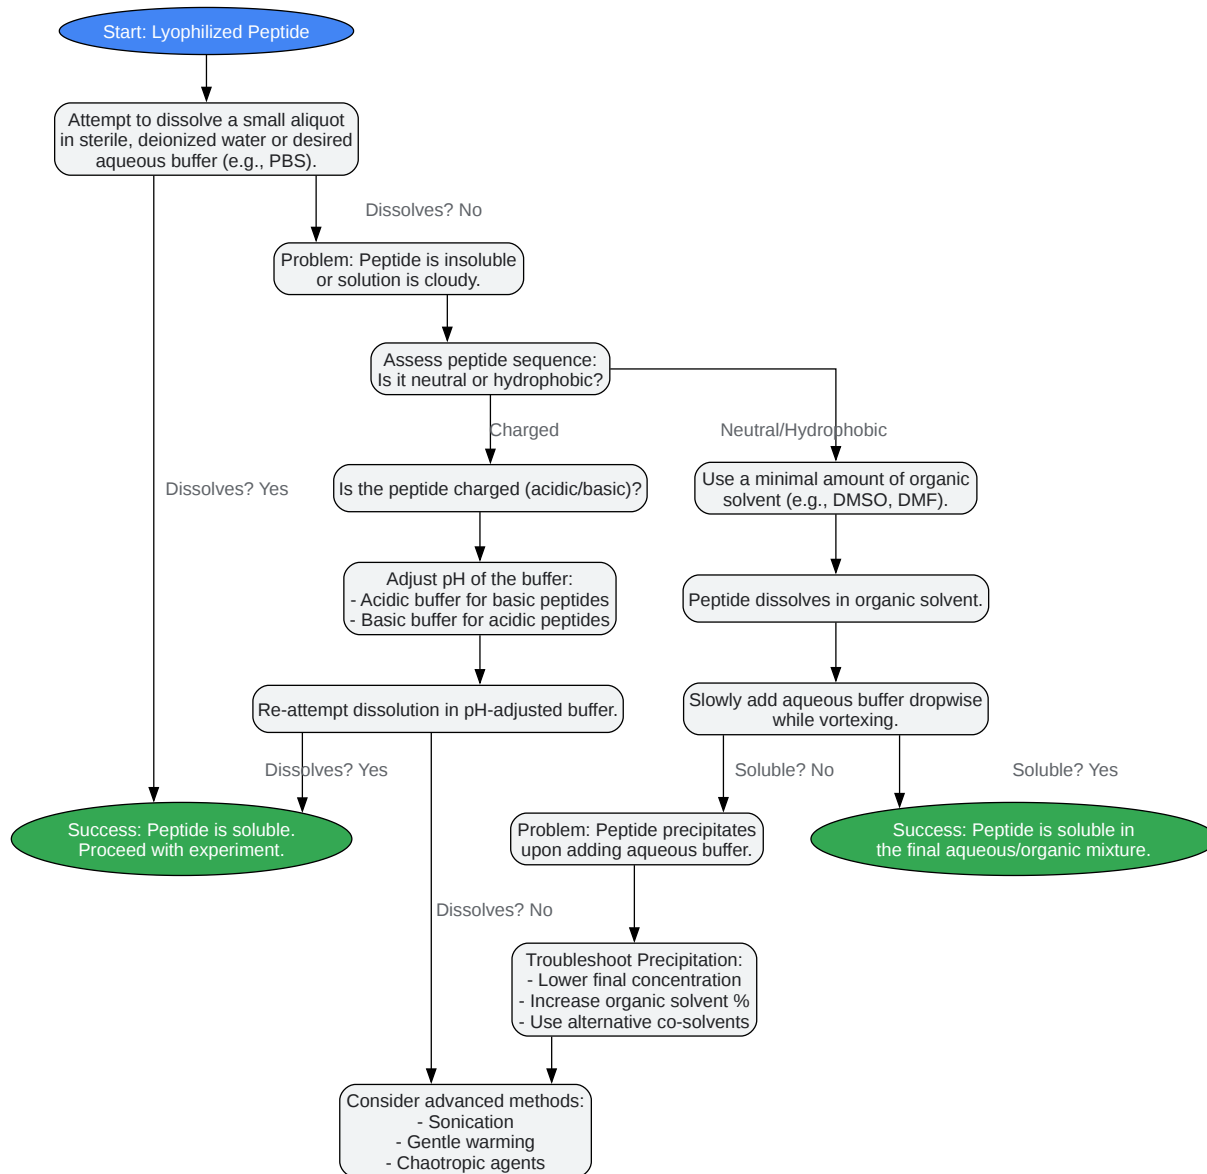 Start: Lyophilized Peptide
Attempt to dissolve a small aliquot
in sterile, deionized water or desired
aqueous buffer (e.g., PBS).
Dissolves? No
Problem: Peptide is insoluble
or solution is cloudy.
Assess peptide sequence:
Is it neutral or hydrophobic?
Charged
Neutral/Hydrophobic
Dissolves? Yes
Is the peptide charged (acidic/basic)?
Use a minimal amount of organic
solvent (e.g., DMSO, DMF).
Adjust pH of the buffer:
- Acidic buffer for basic peptides
- Basic buffer for acidic peptides
Peptide dissolves in organic solvent.
Re-attempt dissolution in pH-adjusted buffer.
Slowly add aqueous buffer dropwise
while vortexing.
Dissolves? Yes
Soluble? No
Soluble? Yes
Success: Peptide is soluble.
Proceed with experiment.
Problem: Peptide precipitates
upon adding aqueous buffer.
Success: Peptide is soluble in
the final aqueous/organic mixture.
Dissolves? No
Troubleshoot Precipitation:
- Lower final concentration
- Increase organic solvent %
- Use alternative co-solvents
Consider advanced methods:
- Sonication
- Gentle warming
- Chaotropic agents